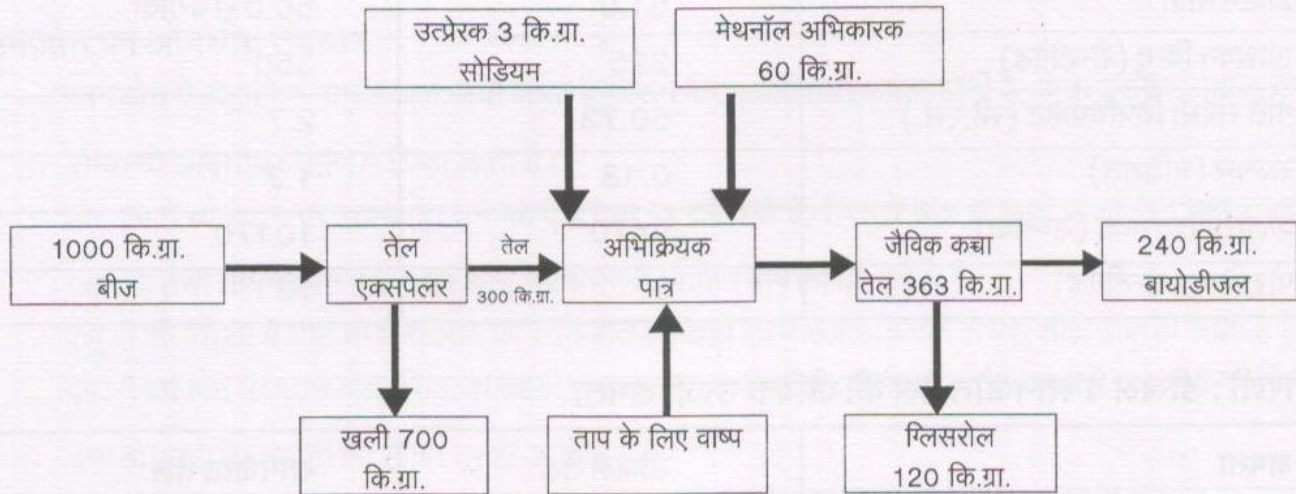 उत्प्रेरक 3 कि.ग्रा.
सोडियम
मेथनॉल अभिकारक
60 कि.ग्रा.
1000 कि.ग्रा.
बीज
तेल
एक्सपेलर
तेल
300 कि.ग्रा.
अभिक्रियक
पात्र
जैविक कच्चा
तेल 363 कि.ग्रा.
240 कि.ग्रा.
बायोडीजल
खली 700
कि.ग्रा.
ताप के लिए वाष्प
ग्लिसरोल
120 कि.ग्रा.